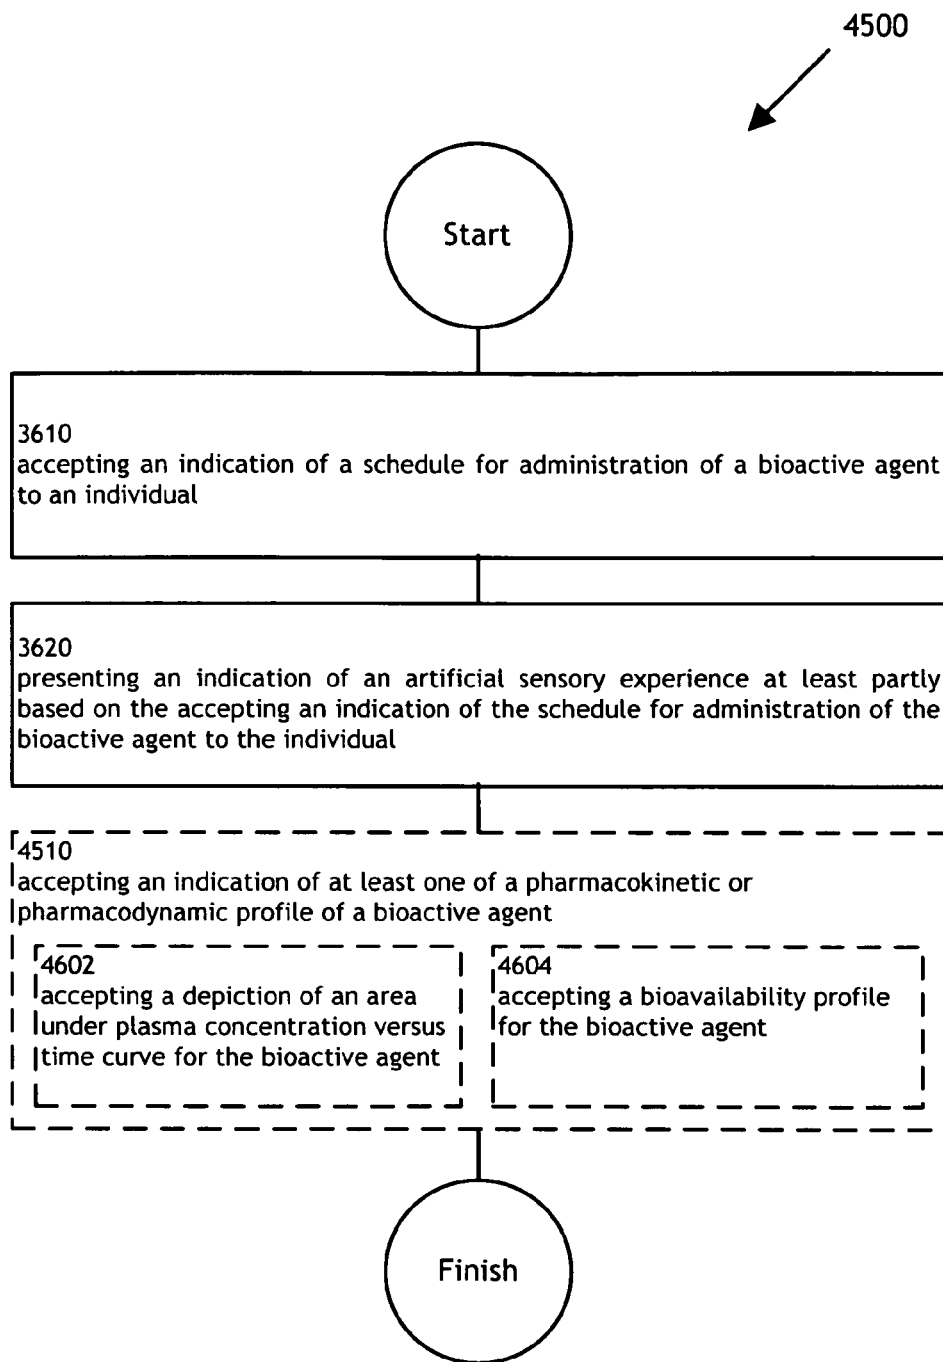 4500
Start
3610
accepting an indication of a schedule for administration of a bioactive agent
to an individual
3620
presenting an indication of an artificial sensory experience at least partly
based on the accepting an indication of the schedule for administration of the
bioactive agent to the individual
4510
accepting an indication of at least one of a pharmacokinetic or
pharmacodynamic profile of a bioactive agent
4602
accepting a depiction of an area
under plasma concentration versus
time curve for the bioactive agent
4604
accepting a bioavailability profile
for the bioactive agent
Finish